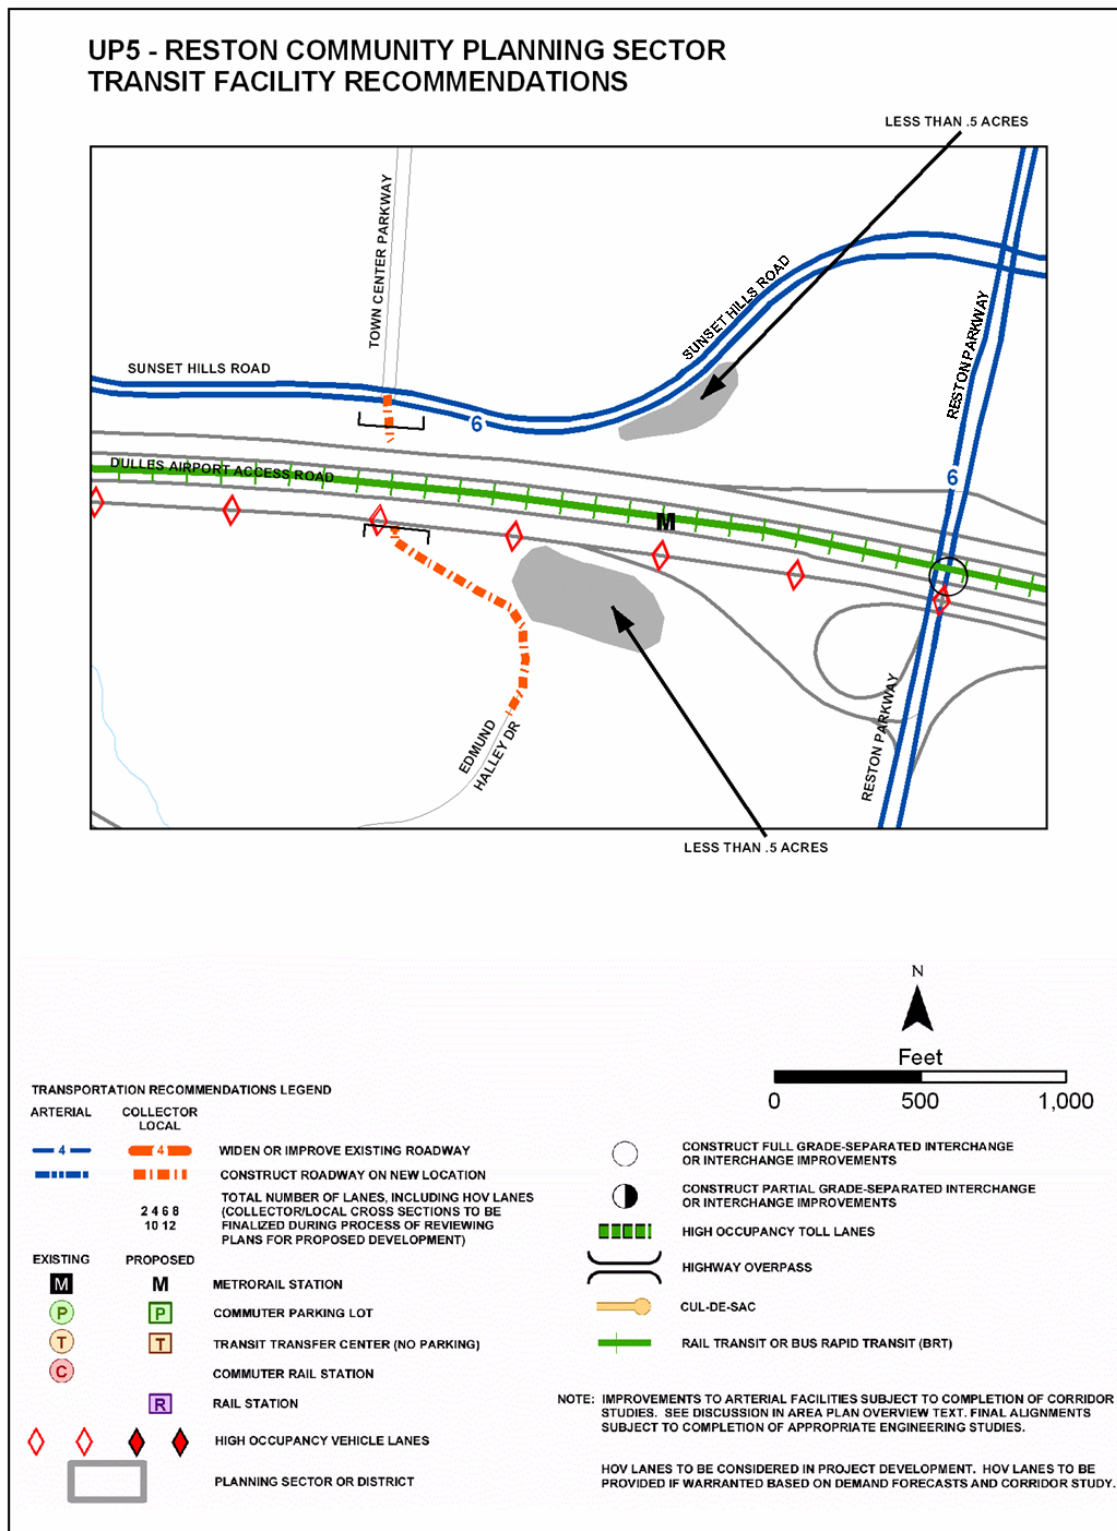 UP5 - RESTON COMMUNITY PLANNING SECTOR
TRANSIT FACILITY RECOMMENDATIONS
LESS THAN .5 ACRES
TOWN CENTER PARKWAY
SUNSET HILLS ROAD
SUNSET HILLS ROAD
RESTON PARKWAY
6
6
DULLES AIRPORT ACCESS ROAD
M
EDMUND
HALLEY DR
RESTON PARKWAY
LESS THAN .5 ACRES
N
Feet
0 500 1,000
TRANSPORTATION RECOMMENDATIONS LEGEND
ARTERIAL COLLECTOR
LOCAL
4 4 WIDEN OR IMPROVE EXISTING ROADWAY
CONSTRUCT ROADWAY ON NEW LOCATION
2 4 6 8
10 12
TOTAL NUMBER OF LANES, INCLUDING HOV LANES
(COLLECTOR/LOCAL CROSS SECTIONS TO BE
FINALIZED DURING PROCESS OF REVIEWING
PLANS FOR PROPOSED DEVELOPMENT)
EXISTING PROPOSED
M M METRORAIL STATION
P P COMMUTER PARKING LOT
T T TRANSIT TRANSFER CENTER (NO PARKING)
C COMMUTER RAIL STATION
R RAIL STATION
HIGH OCCUPANCY VEHICLE LANES
PLANNING SECTOR OR DISTRICT
CONSTRUCT FULL GRADE-SEPARATED INTERCHANGE
OR INTERCHANGE IMPROVEMENTS
CONSTRUCT PARTIAL GRADE-SEPARATED INTERCHANGE
OR INTERCHANGE IMPROVEMENTS
HIGH OCCUPANCY TOLL LANES
HIGHWAY OVERPASS
CUL-DE-SAC
RAIL TRANSIT OR BUS RAPID TRANSIT (BRT)
NOTE: IMPROVEMENTS TO ARTERIAL FACILITIES SUBJECT TO COMPLETION OF CORRIDOR
STUDIES. SEE DISCUSSION IN AREA PLAN OVERVIEW TEXT. FINAL ALIGNMENTS
SUBJECT TO COMPLETION OF APPROPRIATE ENGINEERING STUDIES.
HOV LANES TO BE CONSIDERED IN PROJECT DEVELOPMENT. HOV LANES TO BE
PROVIDED IF WARRANTED BASED ON DEMAND FORECASTS AND CORRIDOR STUDY.